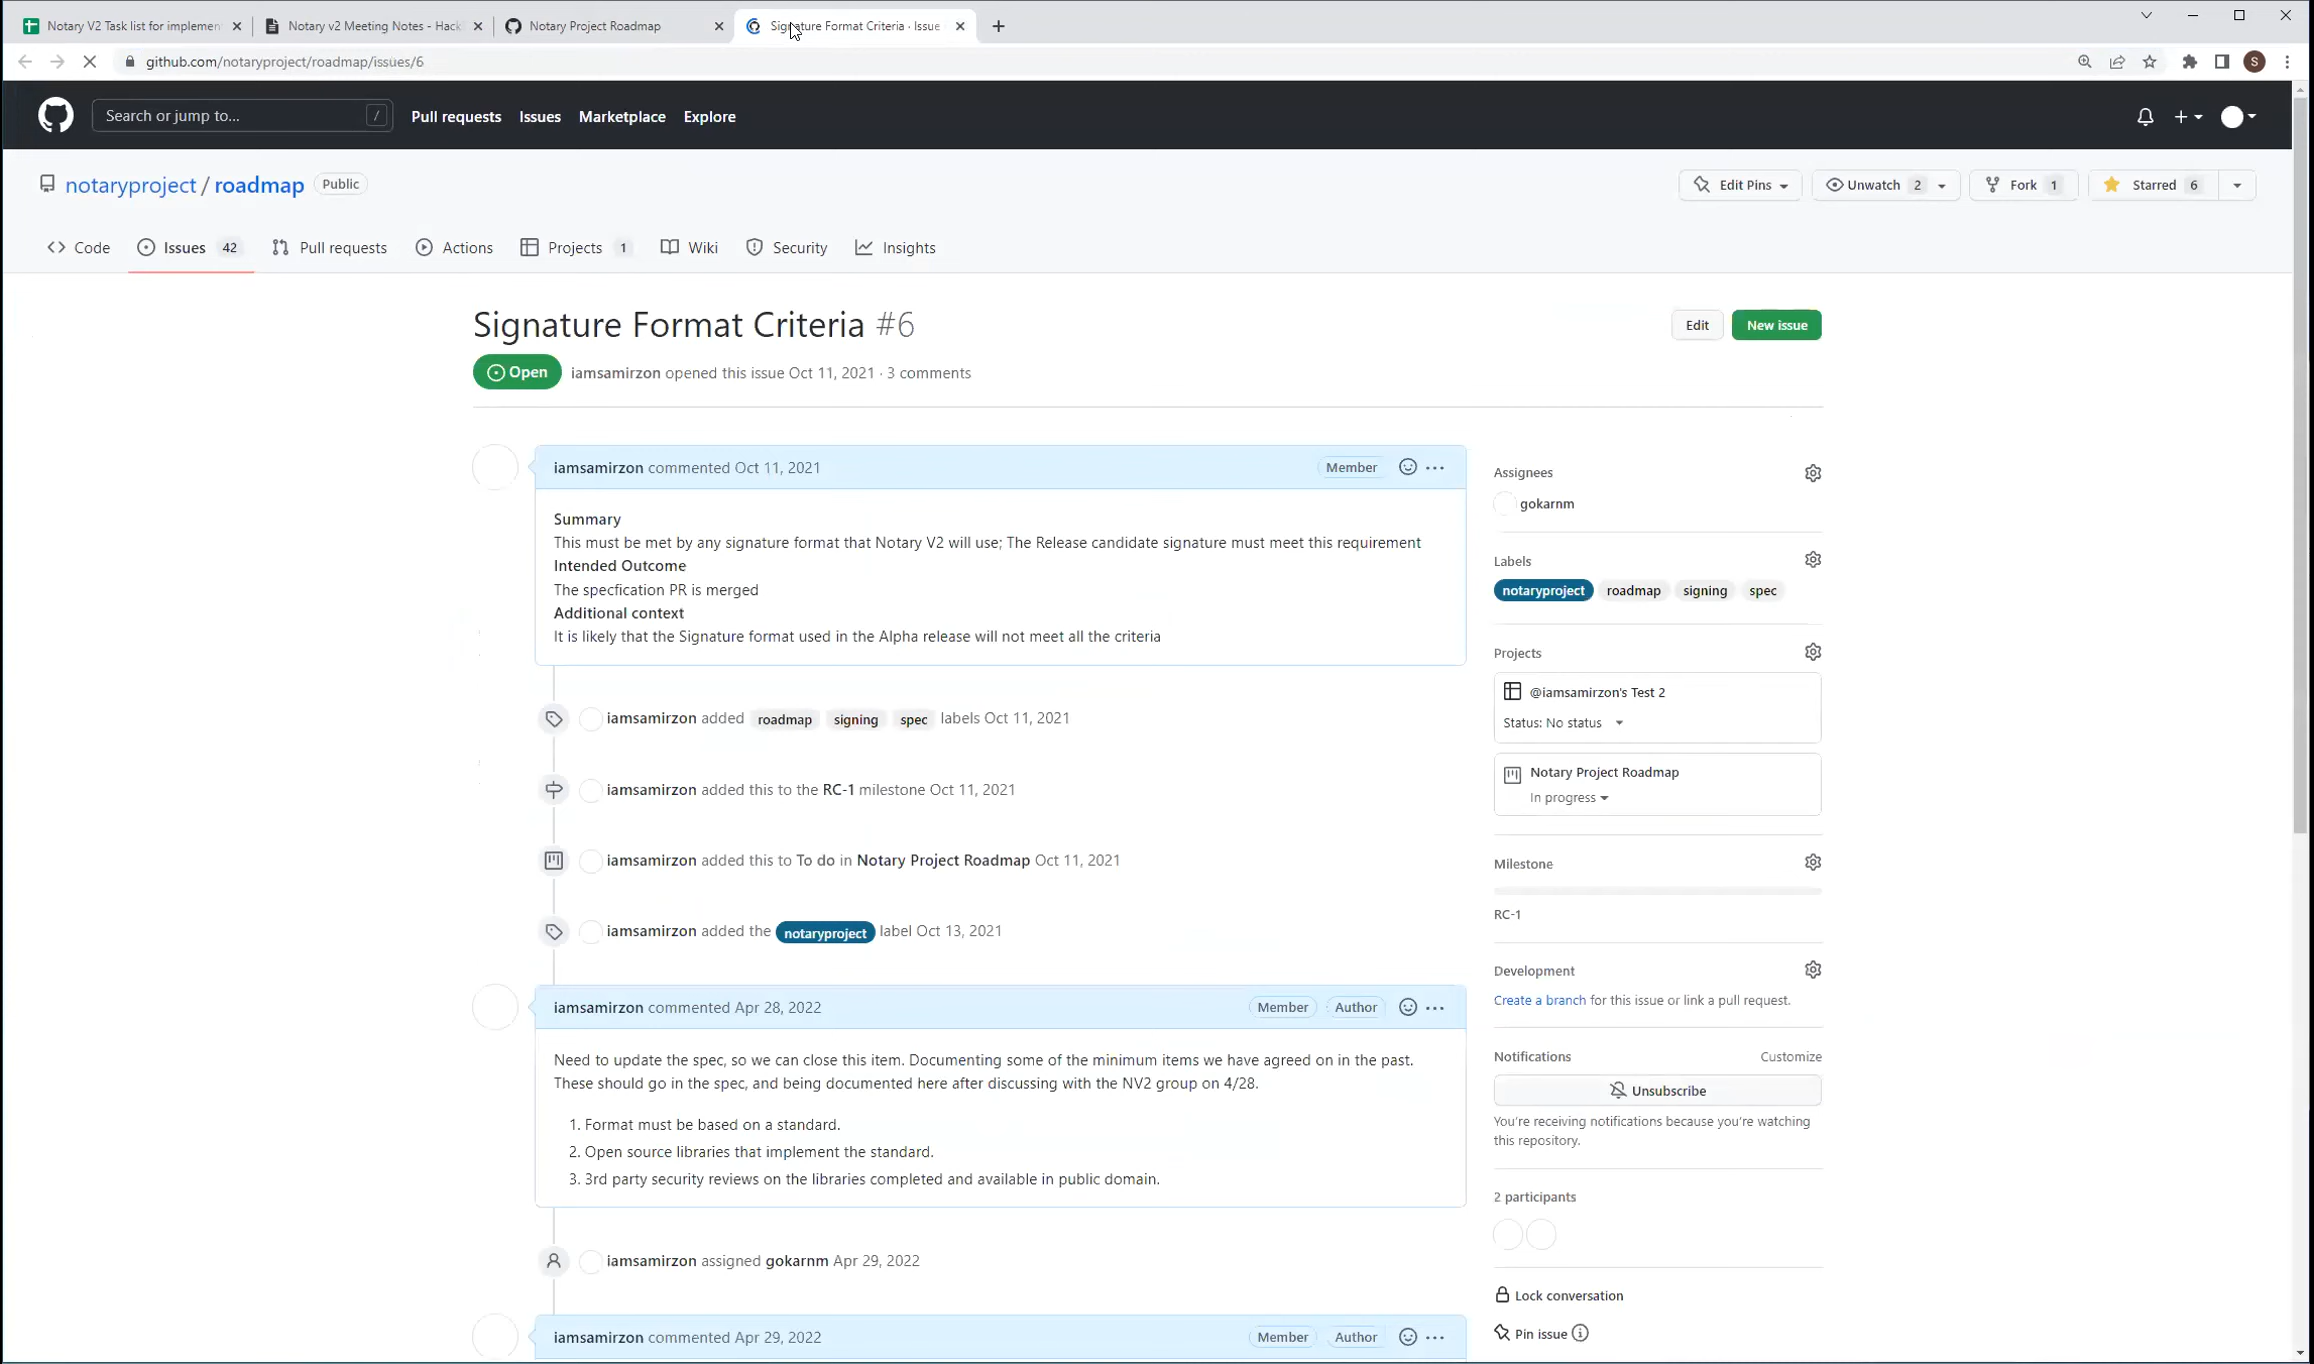 Notary V2 Task list for implemen
Notary v2 Meeting Notes - Hack
Notary Project Roadmap
Signature Format Criteria · Issue
github.com/notaryproject/roadmap/issues/6
S
Search or jump to...
/
Pull requests
Issues
Marketplace
Explore
notaryproject / roadmap
Public
Edit Pins
Unwatch 2
Fork 1
Starred 6
Code
Issues 42
Pull requests
Actions
Projects 1
Wiki
Security
Insights
Signature Format Criteria #6
Edit
New issue
Open
iamsamirzon opened this issue Oct 11, 2021 · 3 comments
iamsamirzon commented Oct 11, 2021
Member
Summary
This must be met by any signature format that Notary V2 will use; The Release candidate signature must meet this requirement
Intended Outcome
The specfication PR is merged
Additional context
It is likely that the Signature format used in the Alpha release will not meet all the criteria
iamsamirzon added roadmap signing spec labels Oct 11, 2021
iamsamirzon added this to the RC-1 milestone Oct 11, 2021
iamsamirzon added this to To do in Notary Project Roadmap Oct 11, 2021
iamsamirzon added the notaryproject label Oct 13, 2021
iamsamirzon commented Apr 28, 2022
Member
Author
Need to update the spec, so we can close this item. Documenting some of the minimum items we have agreed on in the past.
These should go in the spec, and being documented here after discussing with the NV2 group on 4/28.
1. Format must be based on a standard.
2. Open source libraries that implement the standard.
3. 3rd party security reviews on the libraries completed and available in public domain.
iamsamirzon assigned gokarnm Apr 29, 2022
iamsamirzon commented Apr 29, 2022
Member
Author
Assignees
gokarnm
Labels
notaryproject
roadmap
signing
spec
Projects
@iamsamirzon's Test 2
Status: No status
Notary Project Roadmap
In progress
Milestone
RC-1
Development
Create a branch for this issue or link a pull request.
Notifications
Customize
Unsubscribe
You're receiving notifications because you're watching
this repository.
2 participants
Lock conversation
Pin issue